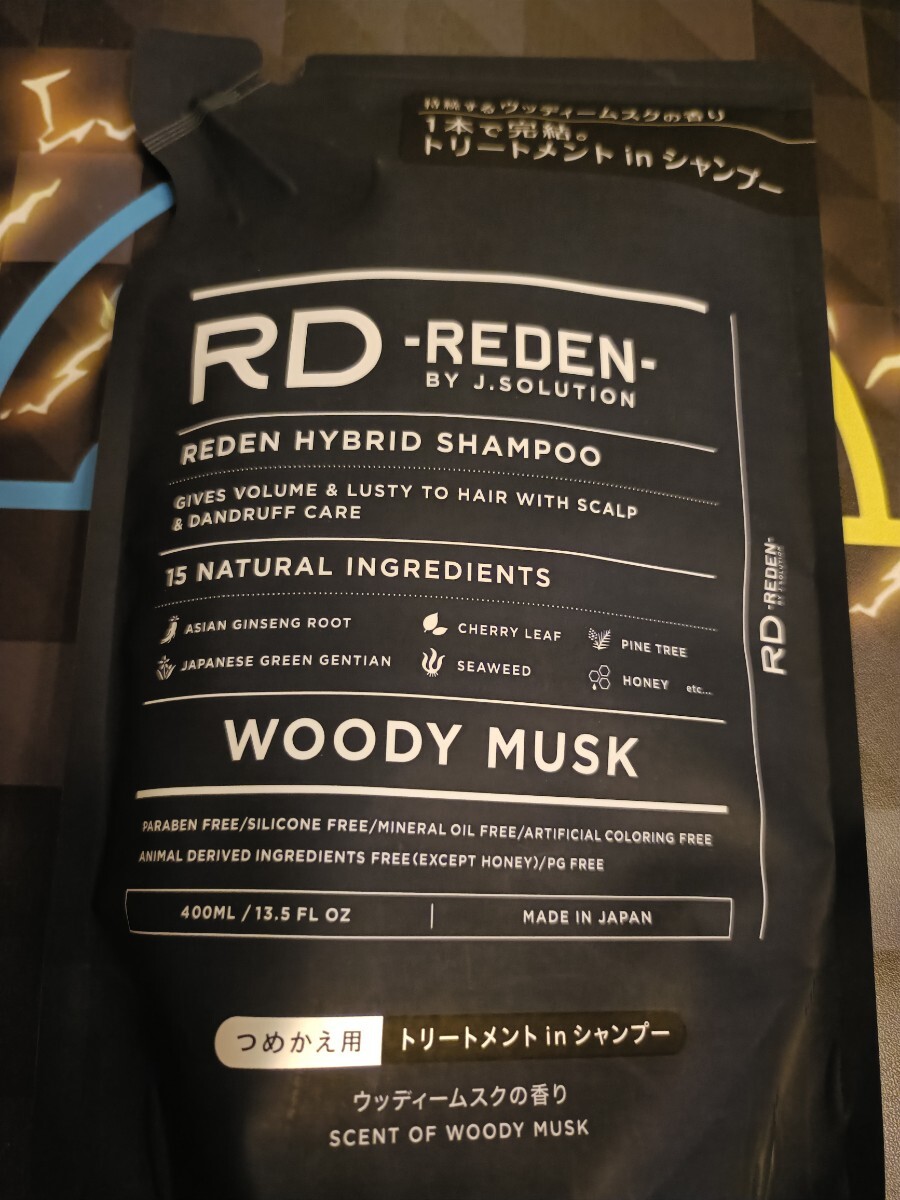 持続するウッディームスクの香り
1本で完結。
トリートメント in シャンプー
RD -REDEN-
BY J.SOLUTION
REDEN HYBRID SHAMPOO
GIVES VOLUME & LUSTY TO HAIR WITH SCALP
& DANDRUFF CARE
15 NATURAL INGREDIENTS
ASIAN GINSENG ROOT CHERRY LEAF PINE TREE
JAPANESE GREEN GENTIAN SEAWEED HONEY etc...
WOODY MUSK
PARABEN FREE/SILICONE FREE/MINERAL OIL FREE/ARTIFICIAL COLORING FREE
ANIMAL DERIVED INGREDIENTS FREE(EXCEPT HONEY)/PG FREE
400ML / 13.5 FL OZ | MADE IN JAPAN
RD -REDEN-
BY J.SOLUTION
つめかえ用 トリートメント in シャンプー
ウッディームスクの香り
SCENT OF WOODY MUSK